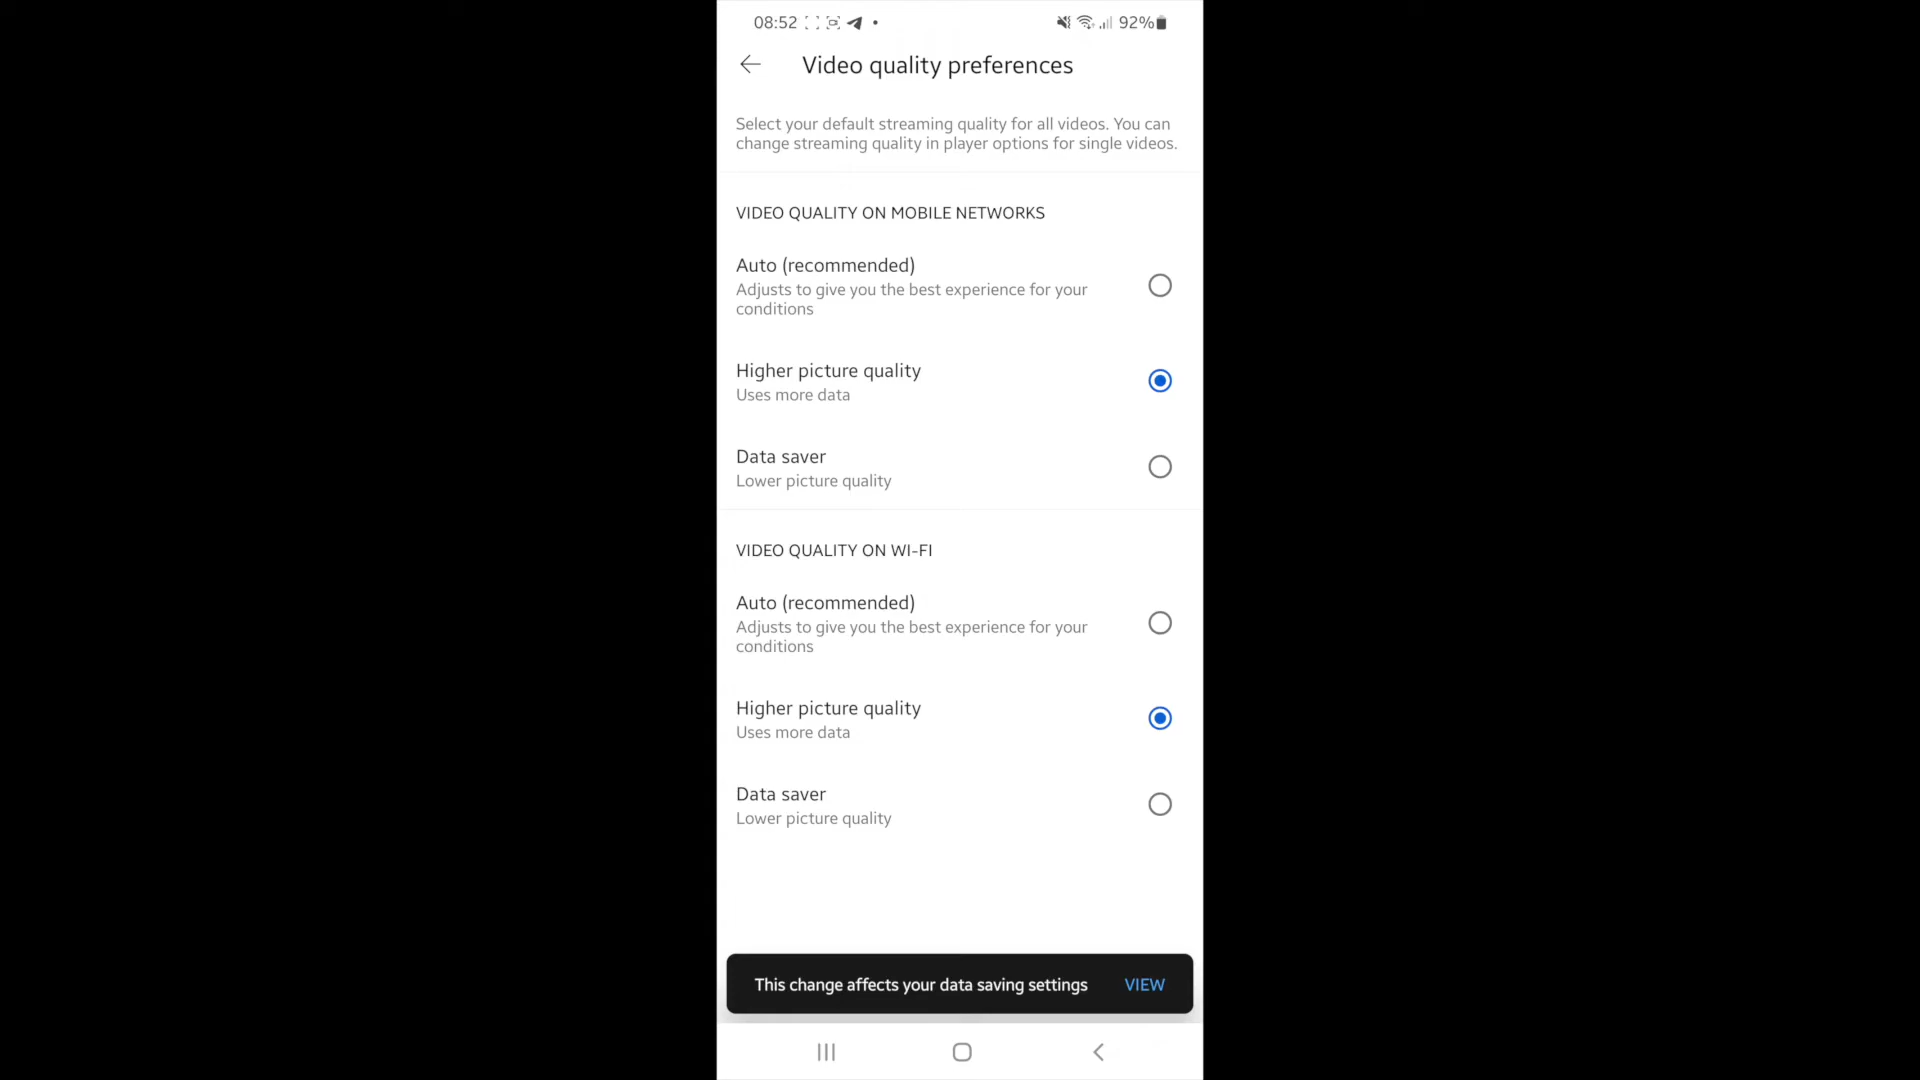 08:52 92%
Video quality preferences
Select your default streaming quality for all videos. You can
change streaming quality in player options for single videos.
VIDEO QUALITY ON MOBILE NETWORKS
Auto (recommended)
Adjusts to give you the best experience for your
conditions
Higher picture quality
Uses more data
Data saver
Lower picture quality
VIDEO QUALITY ON WI-FI
Auto (recommended)
Adjusts to give you the best experience for your
conditions
Higher picture quality
Uses more data
Data saver
Lower picture quality
This change affects your data saving settings VIEW